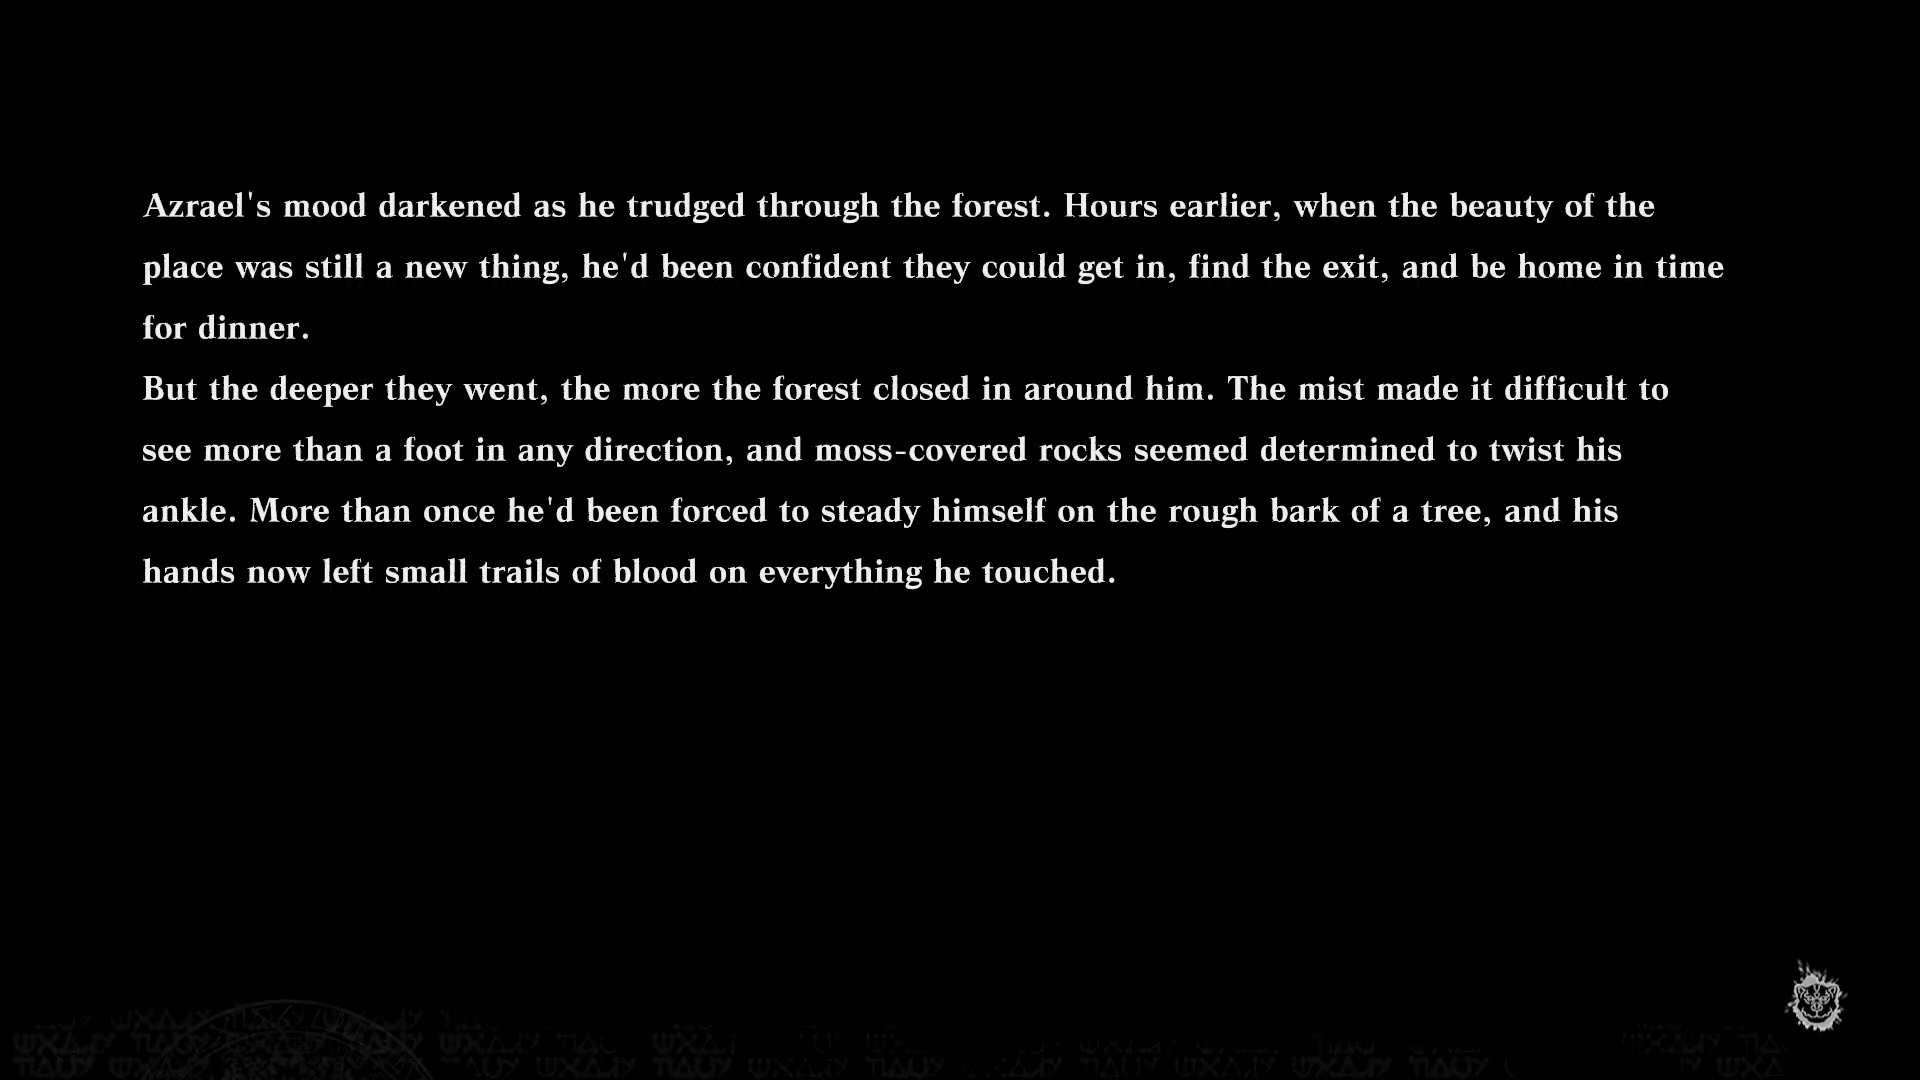 Azrael's mood darkened as he trudged through the forest. Hours earlier, when the beauty of the
place was still a new thing, he'd been confident they could get in, find the exit, and be home in time
for dinner.
But the deeper they went, the more the forest closed in around him. The mist made it difficult to
see more than a foot in any direction, and moss-covered rocks seemed determined to twist his
ankle. More than once he'd been forced to steady himself on the rough bark of a tree, and his
hands now left small trails of blood on everything he touched.